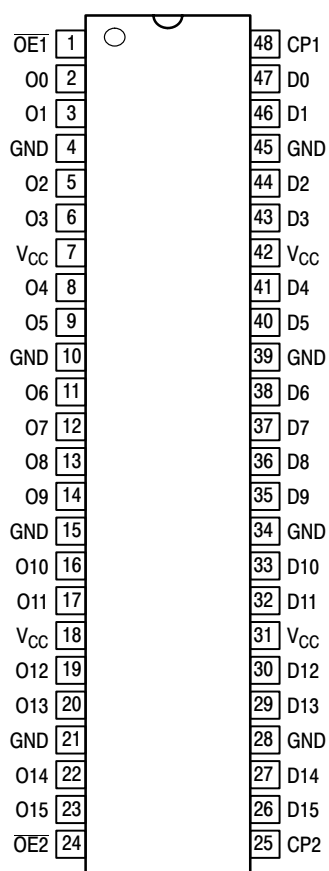 OE1 1 48 CP1
O0 2 47 D0
O1 3 46 D1
GND 4 45 GND
O2 5 44 D2
O3 6 43 D3
VCC 7 42 VCC
O4 8 41 D4
O5 9 40 D5
GND 10 39 GND
O6 11 38 D6
O7 12 37 D7
O8 13 36 D8
O9 14 35 D9
GND 15 34 GND
O10 16 33 D10
O11 17 32 D11
VCC 18 31 VCC
O12 19 30 D12
O13 20 29 D13
GND 21 28 GND
O14 22 27 D14
O15 23 26 D15
OE2 24 25 CP2